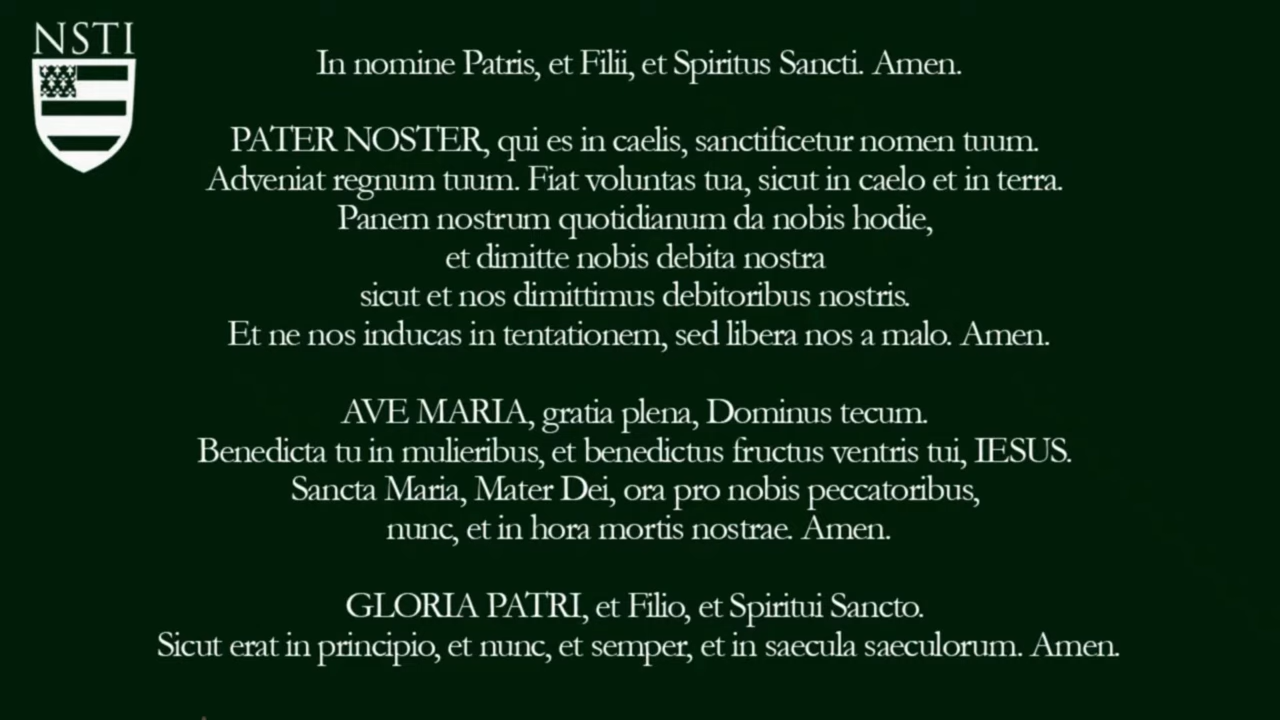 NSTI
In nomine Patris, et Filii, et Spiritus Sancti. Amen.
PATER NOSTER, qui es in caelis, sanctificetur nomen tuum.
Adveniat regnum tuum. Fiat voluntas tua, sicut in caelo et in terra.
Panem nostrum quotidianum da nobis hodie,
et dimitte nobis debita nostra
sicut et nos dimittimus debitoribus nostris.
Et ne nos inducas in tentationem, sed libera nos a malo. Amen.
AVE MARIA, gratia plena, Dominus tecum.
Benedicta tu in mulieribus, et benedictus fructus ventris tui, IESUS.
Sancta Maria, Mater Dei, ora pro nobis peccatoribus,
nunc, et in hora mortis nostrae. Amen.
GLORIA PATRI, et Filio, et Spiritui Sancto.
Sicut erat in principio, et nunc, et semper, et in saecula saeculorum. Amen.